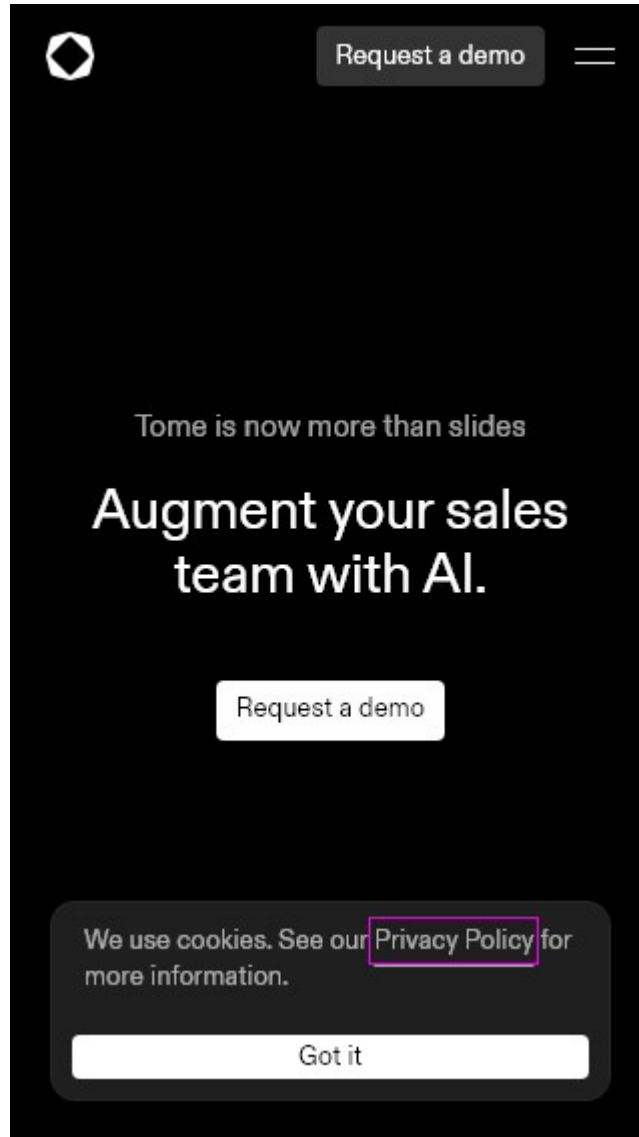 Request a demo
Tome is now more than slides
Augment your sales
team with AI.
Request a demo
We use cookies. See our Privacy Policy for
more information.
Got it